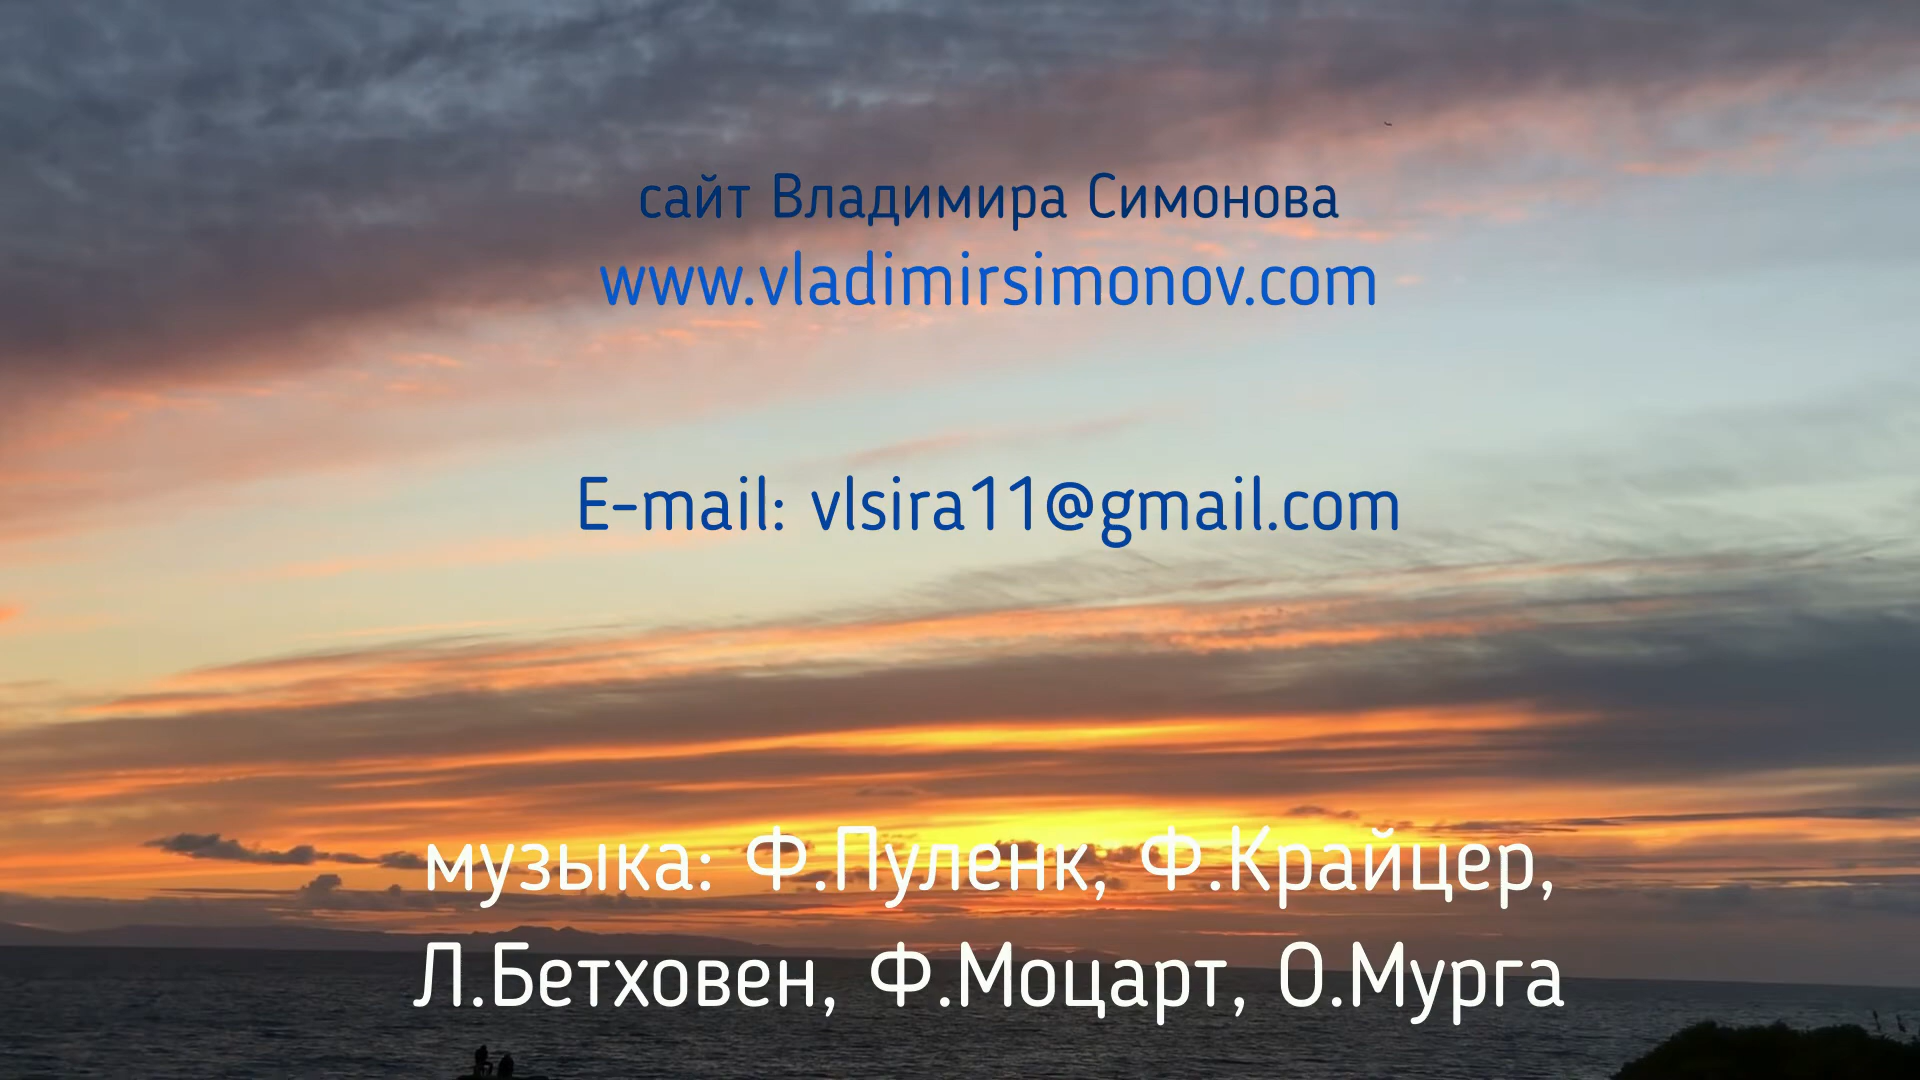 сайт Владимира Симонова
www.vladimirsimonov.com
E-mail: vlsira11@gmail.com
музыка: Ф.Пуленк, Ф.Крайцер,
Л.Бетховен, Ф.Моцарт, О.Мурга